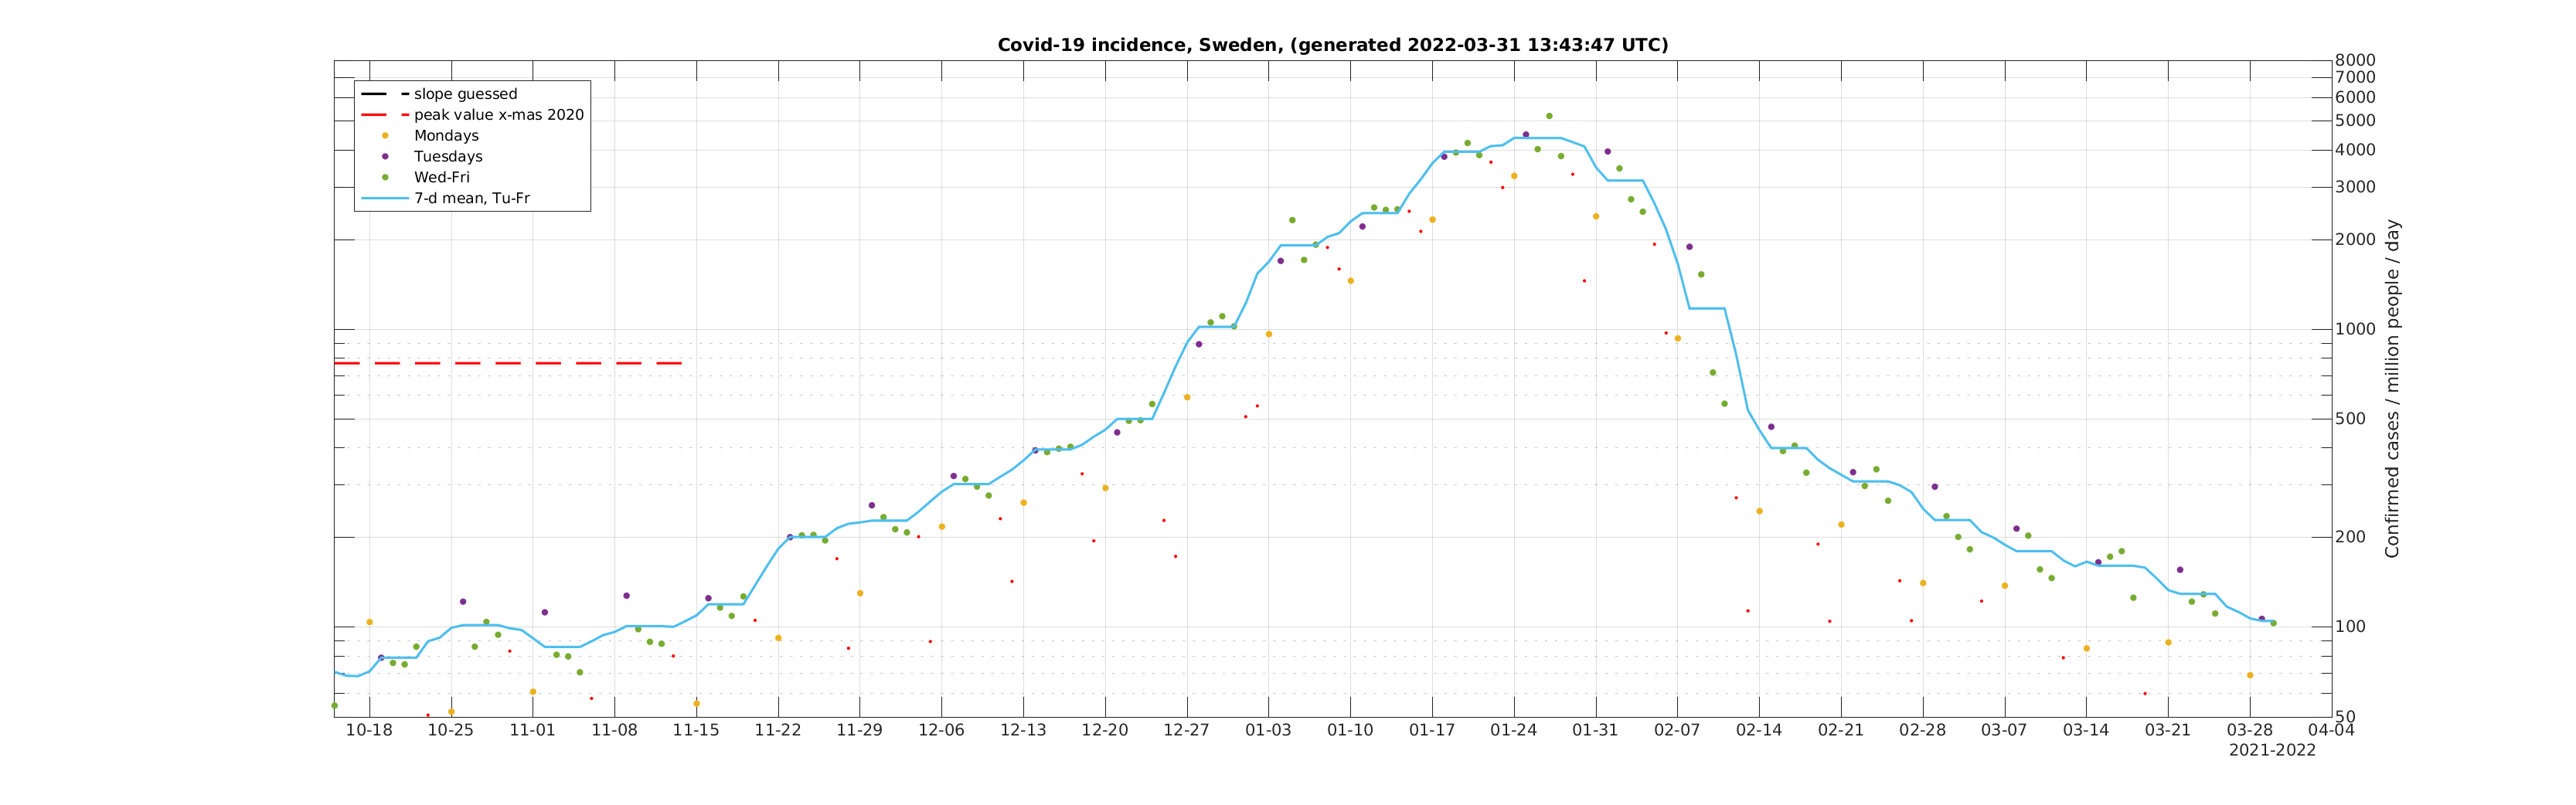 Covid-19 incidence, Sweden, (generated 2022-03-31 13:43:47 UTC)
slope guessed
peak value x-mas 2020
Mondays
Tuesdays
Wed-Fri
7-d mean, Tu-Fr
8000
7000
6000
5000
4000
3000
2000
1000
500
200
100
50
Confirmed cases / million people / day
10-18 10-25 11-01 11-08 11-15 11-22 11-29 12-06 12-13 12-20 12-27 01-03 01-10 01-17 01-24 01-31 02-07 02-14 02-21 02-28 03-07 03-14 03-21 03-28 04-04
2021-2022